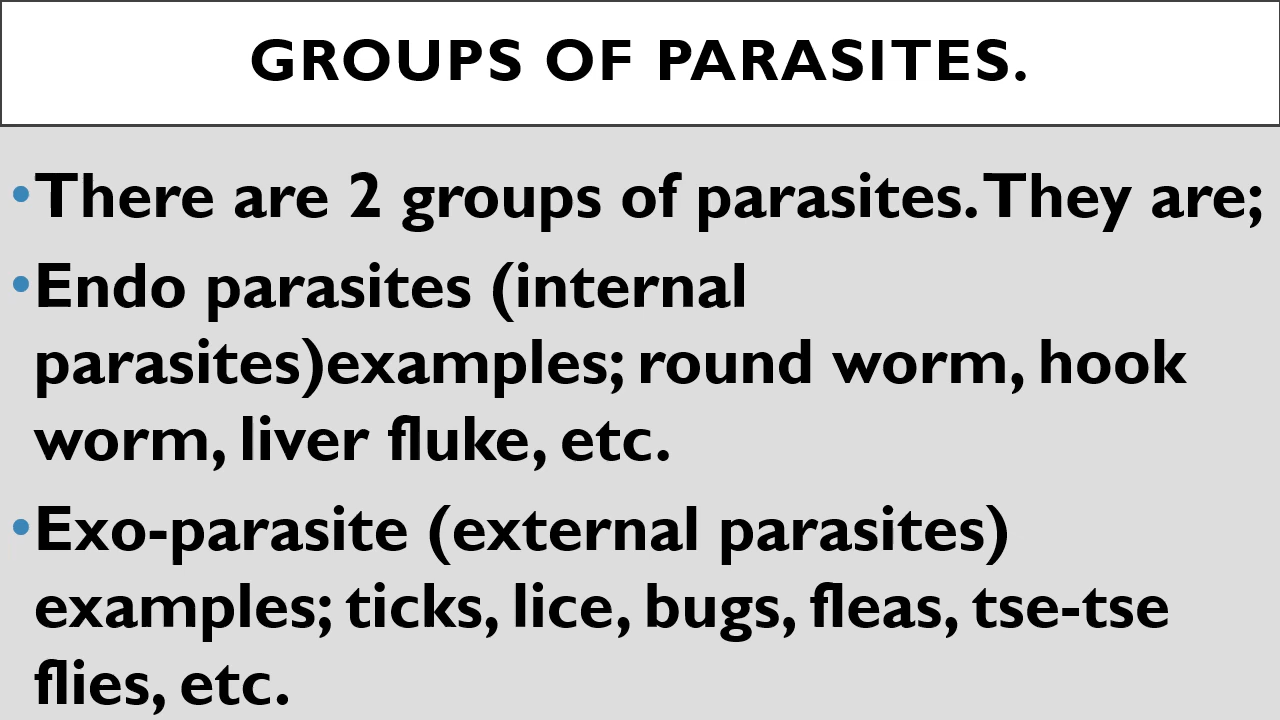 GROUPS OF PARASITES.
•There are 2 groups of parasites. They are;
•Endo parasites (internal
parasites)examples; round worm, hook
worm, liver fluke, etc.
•Exo-parasite (external parasites)
examples; ticks, lice, bugs, fleas, tse-tse
flies, etc.